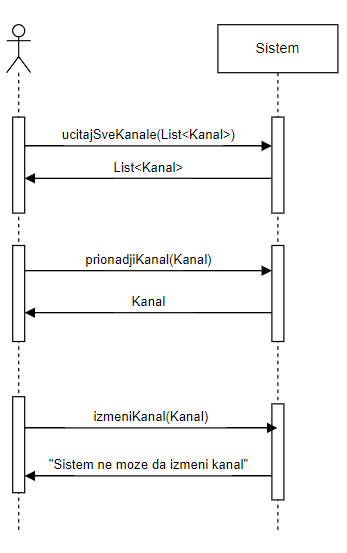 Sistem
ucitajSveKanale(List<Kanal>)
List<Kanal>
prionadjiKanal(Kanal)
Kanal
izmeniKanal(Kanal)
"Sistem ne moze da izmeni kanal"